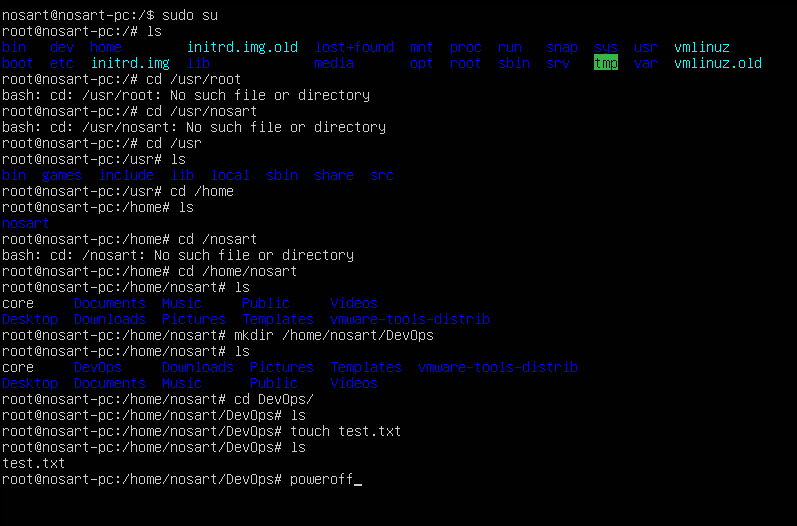 nosart@nosart-pc:/$ sudo su
root@nosart-pc:/# ls
bin   dev  home            initrd.img.old  lost+found  mnt  proc  run   snap  sys  usr  vmlinuz
boot  etc  initrd.img  lib             media       opt  root  sbin  srv   tmp  var  vmlinuz.old
root@nosart-pc:/# cd /usr/root
bash: cd: /usr/root: No such file or directory
root@nosart-pc:/# cd /usr/nosart
bash: cd: /usr/nosart: No such file or directory
root@nosart-pc:/# cd /usr
root@nosart-pc:/usr# ls
bin  games  include  lib  local  sbin  share  src
root@nosart-pc:/usr# cd /home
root@nosart-pc:/home# ls
nosart
root@nosart-pc:/home# cd /nosart
bash: cd: /nosart: No such file or directory
root@nosart-pc:/home# cd /home/nosart
root@nosart-pc:/home/nosart# ls
core     Documents  Music     Public     Videos
Desktop  Downloads  Pictures  Templates  vmware-tools-distrib
root@nosart-pc:/home/nosart# mkdir /home/nosart/DevOps
root@nosart-pc:/home/nosart# ls
core     DevOps     Downloads  Pictures  Templates  vmware-tools-distrib
Desktop  Documents  Music      Public    Videos
root@nosart-pc:/home/nosart# cd DevOps/
root@nosart-pc:/home/nosart/DevOps# ls
root@nosart-pc:/home/nosart/DevOps# touch test.txt
root@nosart-pc:/home/nosart/DevOps# ls
test.txt
root@nosart-pc:/home/nosart/DevOps# poweroff_